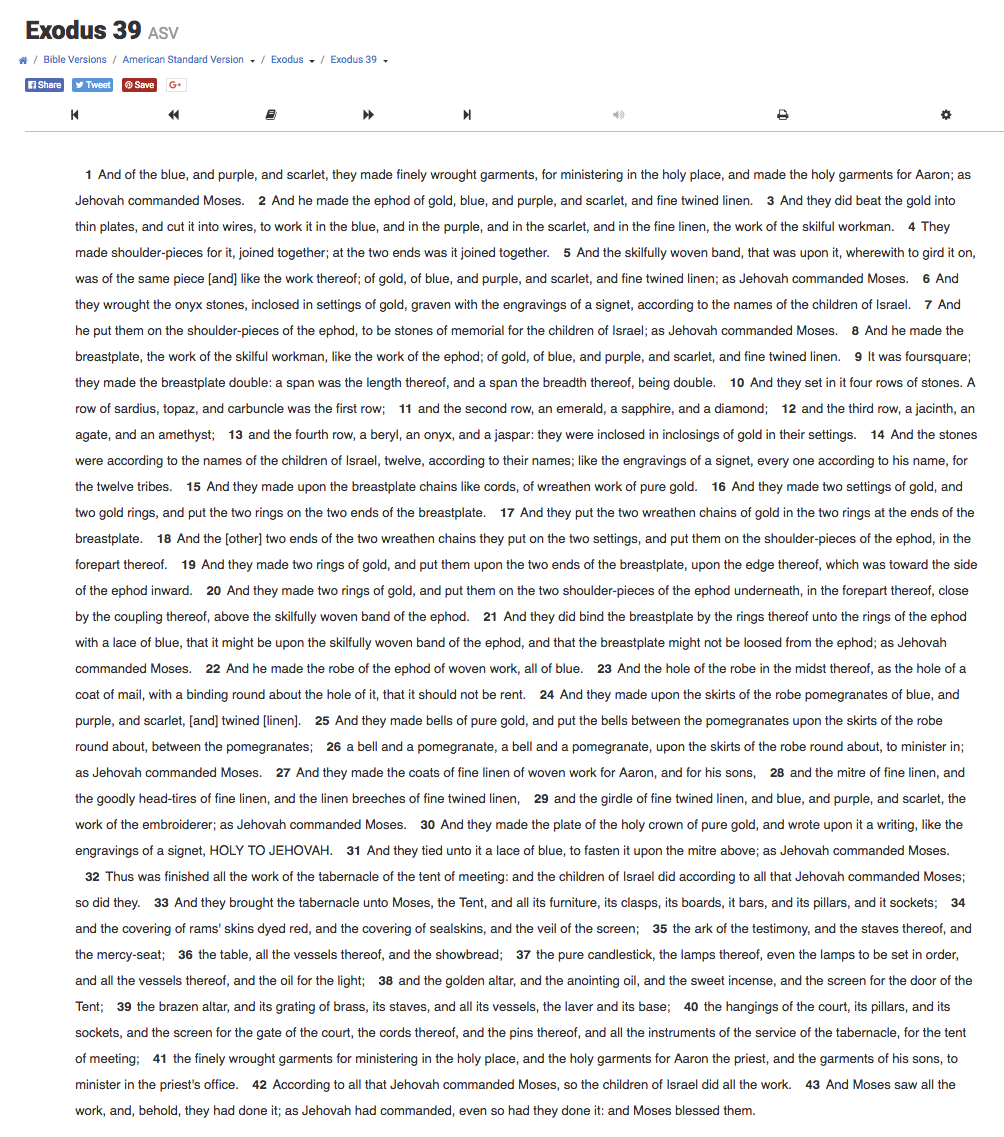 Exodus 39 ASV
/ Bible Versions / American Standard Version / Exodus / Exodus 39
Share Tweet Save G+
1 And of the blue, and purple, and scarlet, they made finely wrought garments, for ministering in the holy place, and made the holy garments for Aaron; as
Jehovah commanded Moses. 2 And he made the ephod of gold, blue, and purple, and scarlet, and fine twined linen. 3 And they did beat the gold into
thin plates, and cut it into wires, to work it in the blue, and in the purple, and in the scarlet, and in the fine linen, the work of the skilful workman. 4 They
made shoulder-pieces for it, joined together; at the two ends was it joined together. 5 And the skilfully woven band, that was upon it, wherewith to gird it on,
was of the same piece [and] like the work thereof; of gold, of blue, and purple, and scarlet, and fine twined linen; as Jehovah commanded Moses. 6 And
they wrought the onyx stones, inclosed in settings of gold, graven with the engravings of a signet, according to the names of the children of Israel. 7 And
he put them on the shoulder-pieces of the ephod, to be stones of memorial for the children of Israel; as Jehovah commanded Moses. 8 And he made the
breastplate, the work of the skilful workman, like the work of the ephod; of gold, of blue, and purple, and scarlet, and fine twined linen. 9 It was foursquare;
they made the breastplate double: a span was the length thereof, and a span the breadth thereof, being double. 10 And they set in it four rows of stones. A
row of sardius, topaz, and carbuncle was the first row; 11 and the second row, an emerald, a sapphire, and a diamond; 12 and the third row, a jacinth, an
agate, and an amethyst; 13 and the fourth row, a beryl, an onyx, and a jaspar: they were inclosed in inclosings of gold in their settings. 14 And the stones
were according to the names of the children of Israel, twelve, according to their names; like the engravings of a signet, every one according to his name, for
the twelve tribes. 15 And they made upon the breastplate chains like cords, of wreathen work of pure gold. 16 And they made two settings of gold, and
two gold rings, and put the two rings on the two ends of the breastplate. 17 And they put the two wreathen chains of gold in the two rings at the ends of the
breastplate. 18 And the [other] two ends of the two wreathen chains they put on the two settings, and put them on the shoulder-pieces of the ephod, in the
forepart thereof. 19 And they made two rings of gold, and put them upon the two ends of the breastplate, upon the edge thereof, which was toward the side
of the ephod inward. 20 And they made two rings of gold, and put them on the two shoulder-pieces of the ephod underneath, in the forepart thereof, close
by the coupling thereof, above the skilfully woven band of the ephod. 21 And they did bind the breastplate by the rings thereof unto the rings of the ephod
with a lace of blue, that it might be upon the skilfully woven band of the ephod, and that the breastplate might not be loosed from the ephod; as Jehovah
commanded Moses. 22 And he made the robe of the ephod of woven work, all of blue. 23 And the hole of the robe in the midst thereof, as the hole of a
coat of mail, with a binding round about the hole of it, that it should not be rent. 24 And they made upon the skirts of the robe pomegranates of blue, and
purple, and scarlet, [and] twined [linen]. 25 And they made bells of pure gold, and put the bells between the pomegranates upon the skirts of the robe
round about, between the pomegranates; 26 a bell and a pomegranate, a bell and a pomegranate, upon the skirts of the robe round about, to minister in;
as Jehovah commanded Moses. 27 And they made the coats of fine linen of woven work for Aaron, and for his sons, 28 and the mitre of fine linen, and
the goodly head-tires of fine linen, and the linen breeches of fine twined linen, 29 and the girdle of fine twined linen, and blue, and purple, and scarlet, the
work of the embroiderer; as Jehovah commanded Moses. 30 And they made the plate of the holy crown of pure gold, and wrote upon it a writing, like the
engravings of a signet, HOLY TO JEHOVAH. 31 And they tied unto it a lace of blue, to fasten it upon the mitre above; as Jehovah commanded Moses.
32 Thus was finished all the work of the tabernacle of the tent of meeting: and the children of Israel did according to all that Jehovah commanded Moses;
so did they. 33 And they brought the tabernacle unto Moses, the Tent, and all its furniture, its clasps, its boards, it bars, and its pillars, and it sockets; 34
and the covering of rams' skins dyed red, and the covering of sealskins, and the veil of the screen; 35 the ark of the testimony, and the staves thereof, and
the mercy-seat; 36 the table, all the vessels thereof, and the showbread; 37 the pure candlestick, the lamps thereof, even the lamps to be set in order,
and all the vessels thereof, and the oil for the light; 38 and the golden altar, and the anointing oil, and the sweet incense, and the screen for the door of the
Tent; 39 the brazen altar, and its grating of brass, its staves, and all its vessels, the laver and its base; 40 the hangings of the court, its pillars, and its
sockets, and the screen for the gate of the court, the cords thereof, and the pins thereof, and all the instruments of the service of the tabernacle, for the tent
of meeting; 41 the finely wrought garments for ministering in the holy place, and the holy garments for Aaron the priest, and the garments of his sons, to
minister in the priest's office. 42 According to all that Jehovah commanded Moses, so the children of Israel did all the work. 43 And Moses saw all the
work, and, behold, they had done it; as Jehovah had commanded, even so had they done it: and Moses blessed them.